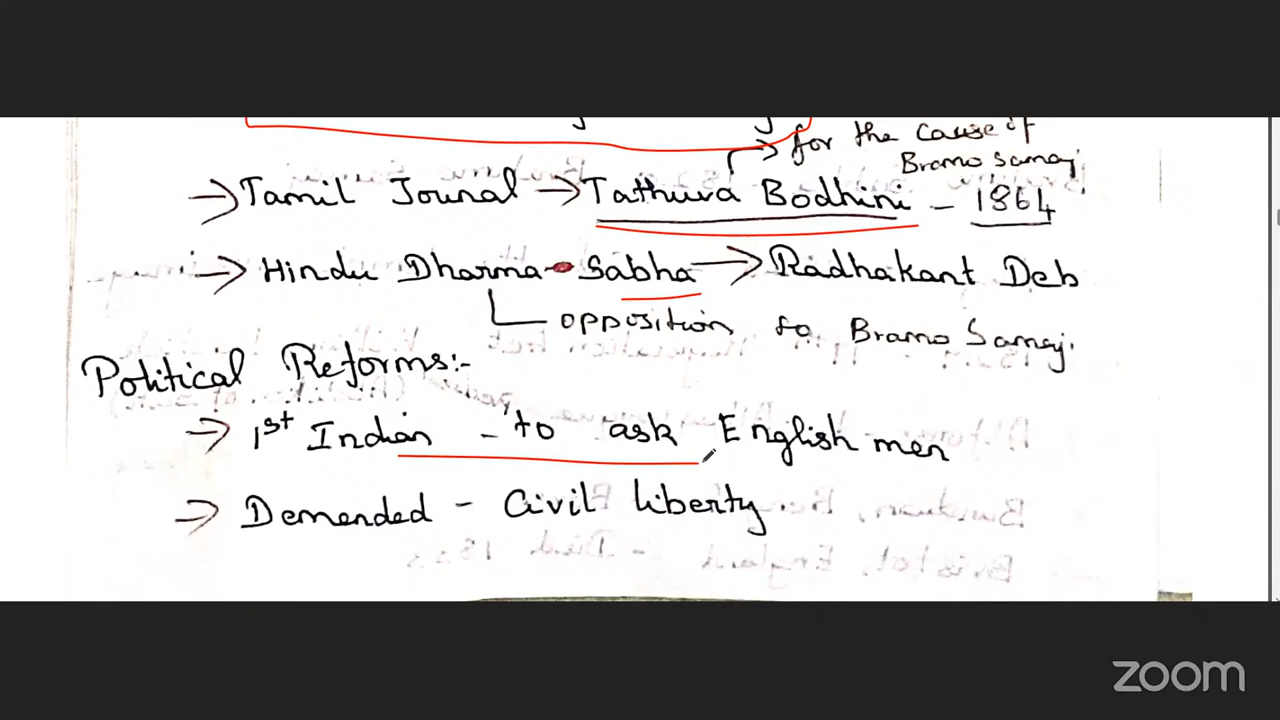 for the cause of
Bramo Samaj.
→ Tamil Jounal → Tathuva Bodhini - 1864
→ Hindu Dharma Sabha → Radhakant Deb
opposition to Bramo Samaj.
Political Reforms:-
→ 1st Indian - to ask English men
→ Demended - Civil liberty
zoom